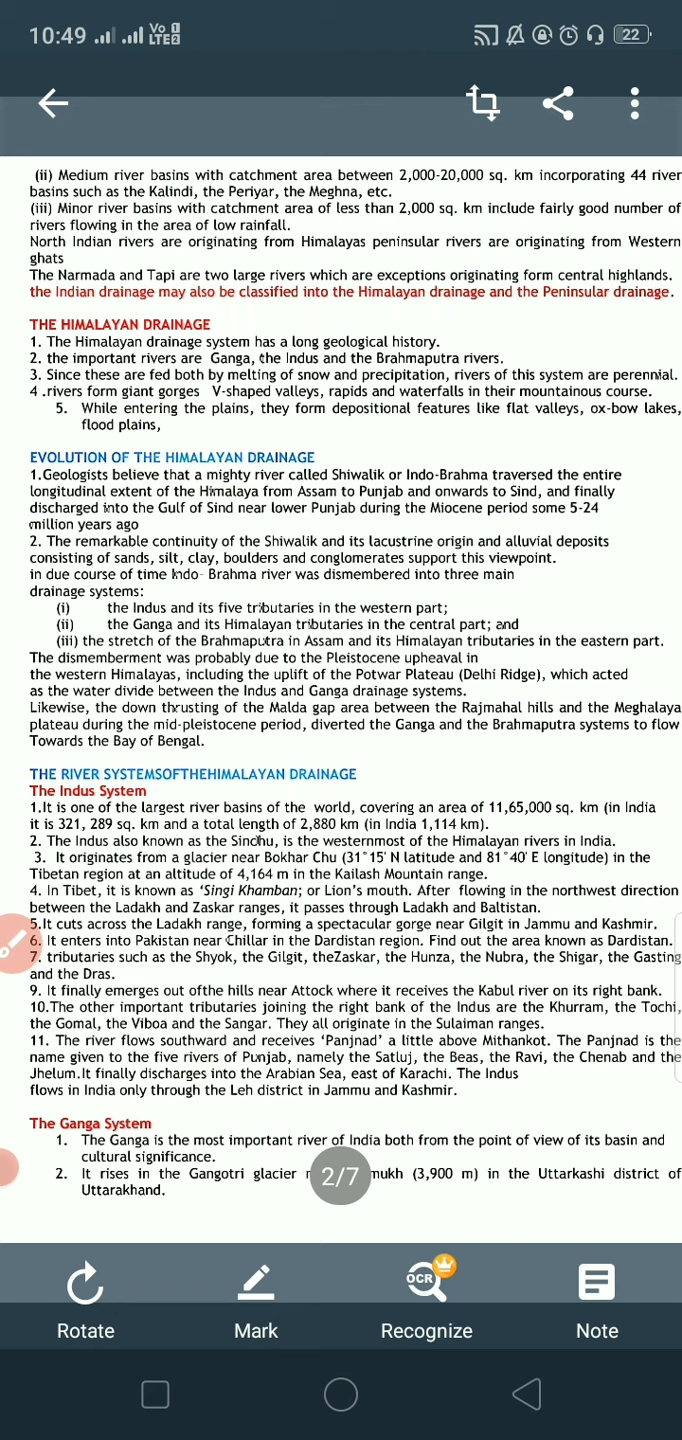 10:49 Vo 1 LTE 2 22
(ii) Medium river basins with catchment area between 2,000-20,000 sq. km incorporating 44 river
basins such as the Kalindi, the Periyar, the Meghna, etc.
(iii) Minor river basins with catchment area of less than 2,000 sq. km include fairly good number of
rivers flowing in the area of low rainfall.
North Indian rivers are originating from Himalayas peninsular rivers are originating from Western
ghats
The Narmada and Tapi are two large rivers which are exceptions originating form central highlands.
the Indian drainage may also be classified into the Himalayan drainage and the Peninsular drainage.
THE HIMALAYAN DRAINAGE
1. The Himalayan drainage system has a long geological history.
2. the important rivers are Ganga, the Indus and the Brahmaputra rivers.
3. Since these are fed both by melting of snow and precipitation, rivers of this system are perennial.
4 .rivers form giant gorges V-shaped valleys, rapids and waterfalls in their mountainous course.
5. While entering the plains, they form depositional features like flat valleys, ox-bow lakes,
flood plains,
EVOLUTION OF THE HIMALAYAN DRAINAGE
1.Geologists believe that a mighty river called Shiwalik or Indo-Brahma traversed the entire
longitudinal extent of the Himalaya from Assam to Punjab and onwards to Sind, and finally
discharged into the Gulf of Sind near lower Punjab during the Miocene period some 5-24
million years ago
2. The remarkable continuity of the Shiwalik and its lacustrine origin and alluvial deposits
consisting of sands, silt, clay, boulders and conglomerates support this viewpoint.
in due course of time Indo- Brahma river was dismembered into three main
drainage systems:
(i) the Indus and its five tributaries in the western part;
(ii) the Ganga and its Himalayan tributaries in the central part; and
(iii) the stretch of the Brahmaputra in Assam and its Himalayan tributaries in the eastern part.
The dismemberment was probably due to the Pleistocene upheaval in
the western Himalayas, including the uplift of the Potwar Plateau (Delhi Ridge), which acted
as the water divide between the Indus and Ganga drainage systems.
Likewise, the down thrusting of the Malda gap area between the Rajmahal hills and the Meghalaya
plateau during the mid-pleistocene period, diverted the Ganga and the Brahmaputra systems to flow
Towards the Bay of Bengal.
THE RIVER SYSTEMSOFTHEHIMALAYAN DRAINAGE
The Indus System
1.It is one of the largest river basins of the world, covering an area of 11,65,000 sq. km (in India
it is 321, 289 sq. km and a total length of 2,880 km (in India 1,114 km).
2. The Indus also known as the Sindhu, is the westernmost of the Himalayan rivers in India.
3. It originates from a glacier near Bokhar Chu (31°15' N latitude and 81°40' E longitude) in the
Tibetan region at an altitude of 4,164 m in the Kailash Mountain range.
4. In Tibet, it is known as ‘Singi Khamban; or Lion’s mouth. After flowing in the northwest direction
between the Ladakh and Zaskar ranges, it passes through Ladakh and Baltistan.
5.It cuts across the Ladakh range, forming a spectacular gorge near Gilgit in Jammu and Kashmir.
6. It enters into Pakistan near Chillar in the Dardistan region. Find out the area known as Dardistan.
7. tributaries such as the Shyok, the Gilgit, theZaskar, the Hunza, the Nubra, the Shigar, the Gasting
and the Dras.
9. It finally emerges out ofthe hills near Attock where it receives the Kabul river on its right bank.
10.The other important tributaries joining the right bank of the Indus are the Khurram, the Tochi,
the Gomal, the Viboa and the Sangar. They all originate in the Sulaiman ranges.
11. The river flows southward and receives ‘Panjnad’ a little above Mithankot. The Panjnad is the
name given to the five rivers of Punjab, namely the Satluj, the Beas, the Ravi, the Chenab and the
Jhelum.It finally discharges into the Arabian Sea, east of Karachi. The Indus
flows in India only through the Leh district in Jammu and Kashmir.
The Ganga System
1. The Ganga is the most important river of India both from the point of view of its basin and
cultural significance.
2. It rises in the Gangotri glacier mukh (3,900 m) in the Uttarkashi district of
2/7
Uttarakhand.
OCR
Rotate Mark Recognize Note